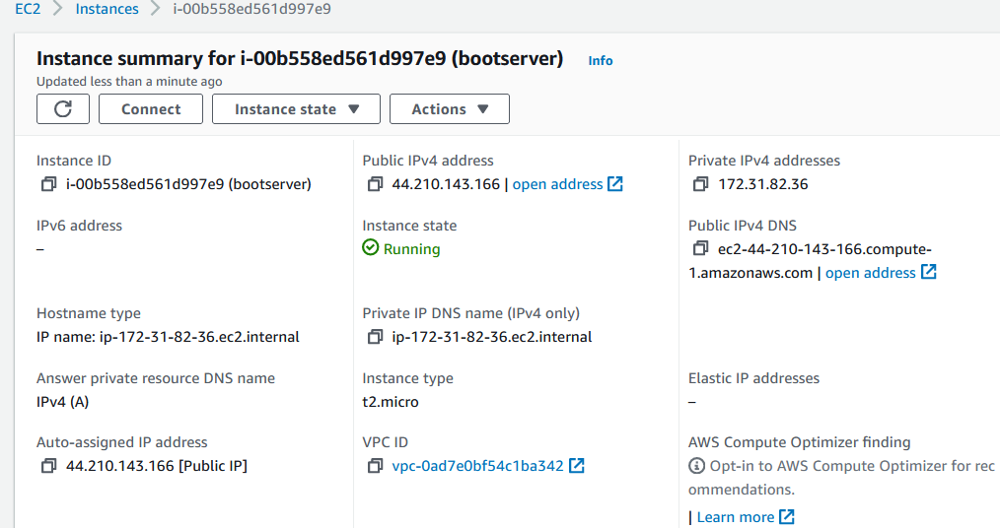 EC2 > Instances > i-00b558ed561d997e9
Instance summary for i-00b558ed561d997e9 (bootserver) Info
Updated less than a minute ago
Connect Instance state Actions
Instance ID
i-00b558ed561d997e9 (bootserver)
Public IPv4 address
44.210.143.166 | open address
Private IPv4 addresses
172.31.82.36
IPv6 address
–
Instance state
Running
Public IPv4 DNS
ec2-44-210-143-166.compute-
1.amazonaws.com | open address
Hostname type
IP name: ip-172-31-82-36.ec2.internal
Private IP DNS name (IPv4 only)
ip-172-31-82-36.ec2.internal
Answer private resource DNS name
IPv4 (A)
Instance type
t2.micro
Elastic IP addresses
–
Auto-assigned IP address
44.210.143.166 [Public IP]
VPC ID
vpc-0ad7e0bf54c1ba342
AWS Compute Optimizer finding
Opt-in to AWS Compute Optimizer for rec
ommendations.
| Learn more